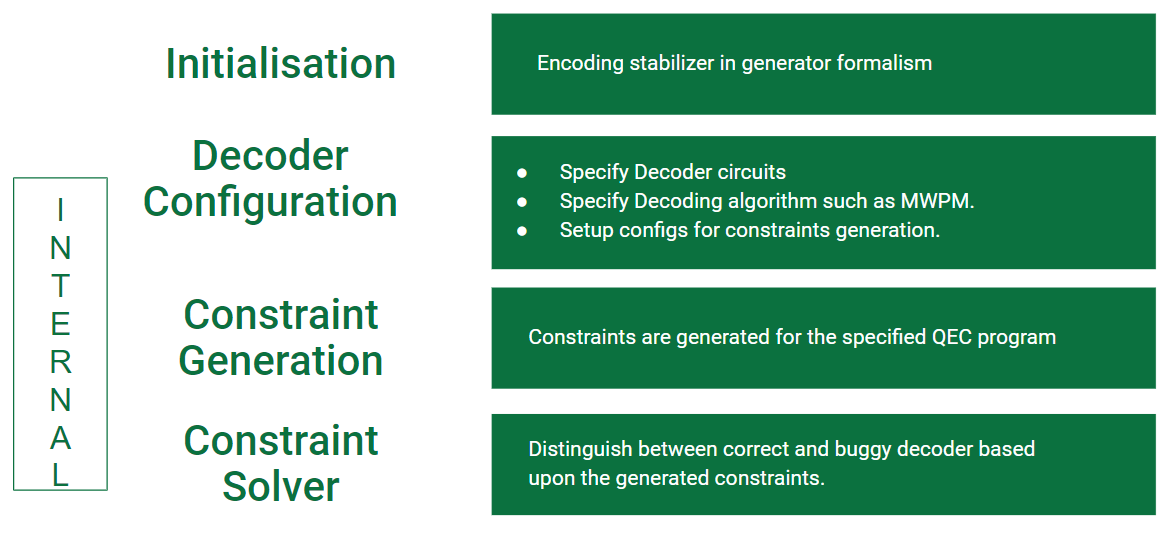 Initialisation
Encoding stabilizer in generator formalism
Decoder
Configuration
● Specify Decoder circuits
● Specify Decoding algorithm such as MWPM.
● Setup configs for constraints generation.
I
N
T
E
R
N
A
L
Constraint
Generation
Constraints are generated for the specified QEC program
Constraint
Solver
Distinguish between correct and buggy decoder based
upon the generated constraints.